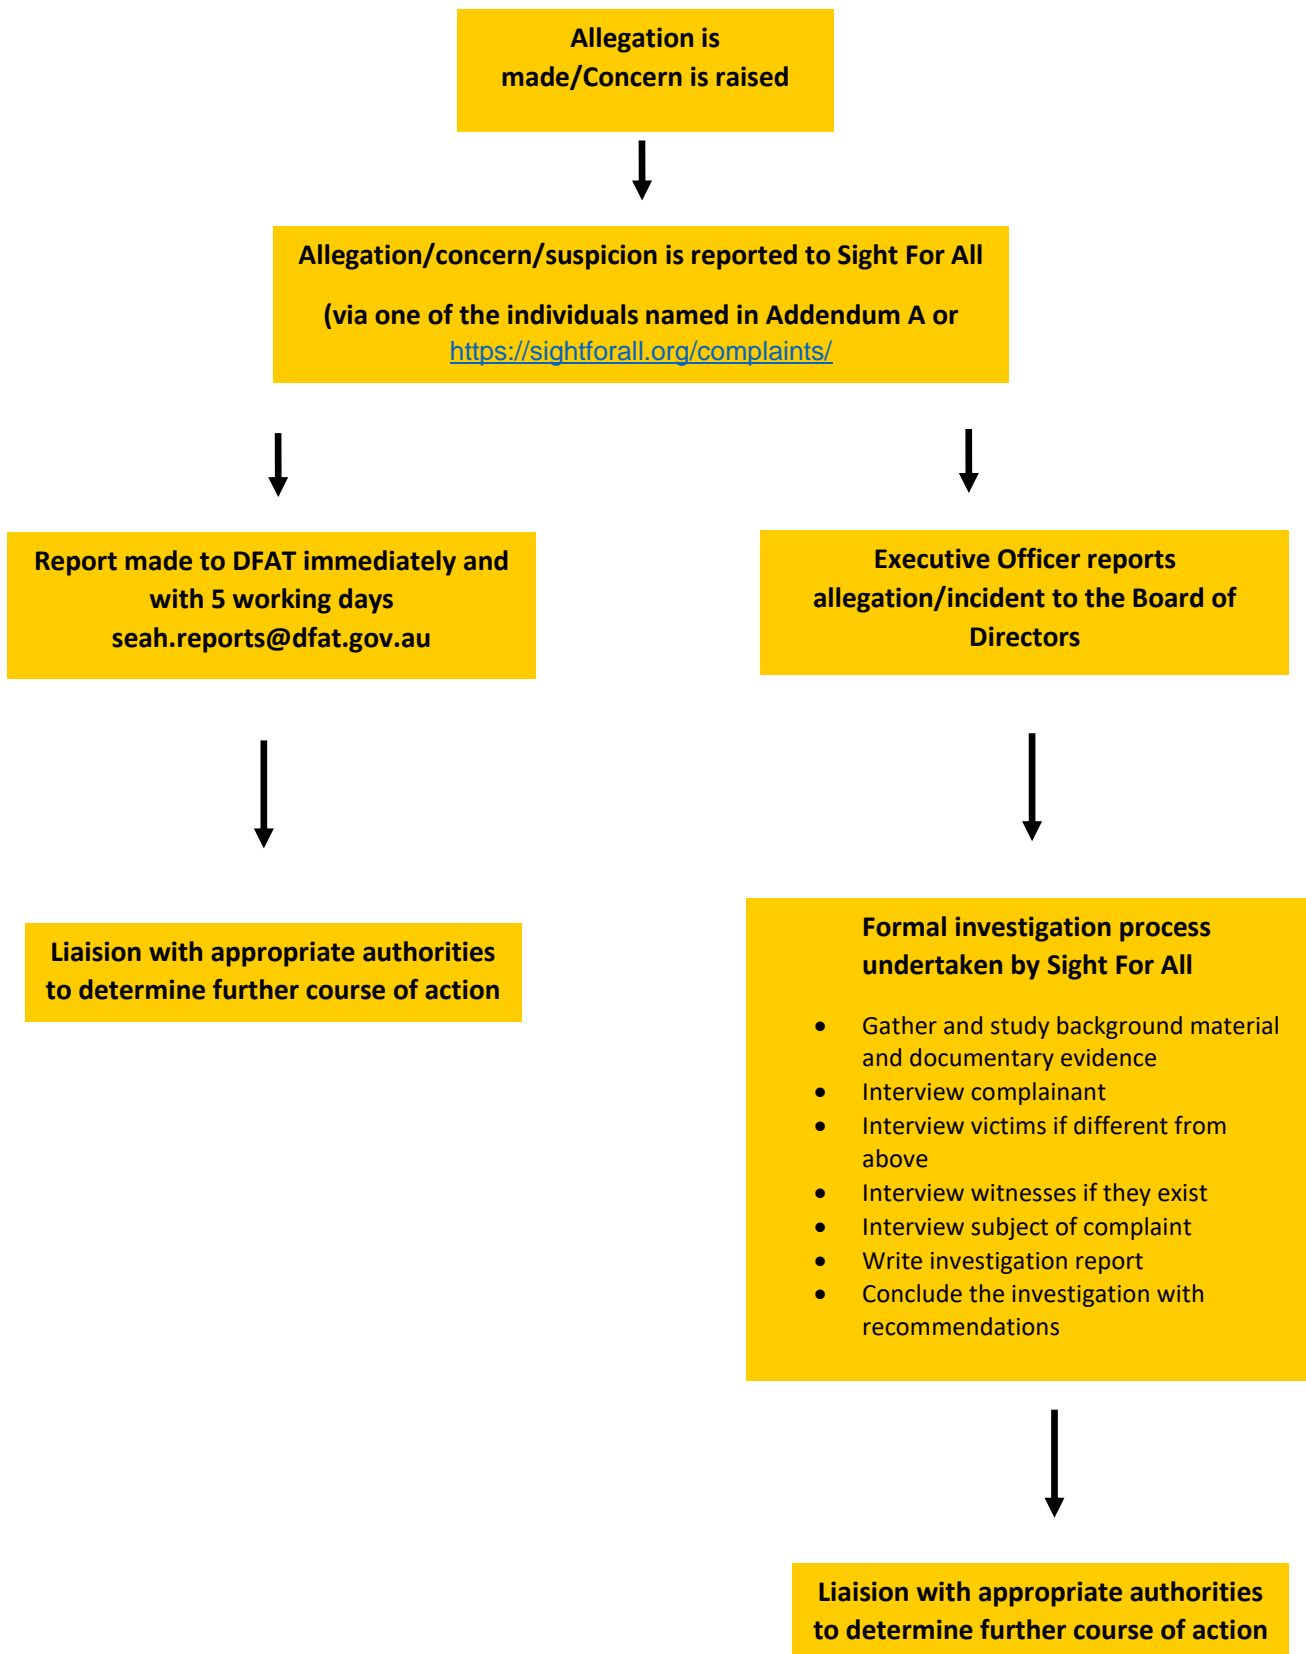 Allegation is
made/Concern is raised
Allegation/concern/suspicion is reported to Sight For All
(via one of the individuals named in Addendum A or
https://sightforall.org/complaints/
Report made to DFAT immediately and
with 5 working days
seah.reports@dfat.gov.au
Executive Officer reports
allegation/incident to the Board of
Directors
Liaision with appropriate authorities
to determine further course of action
Formal investigation process
undertaken by Sight For All
• Gather and study background material
and documentary evidence
• Interview complainant
• Interview victims if different from
above
• Interview witnesses if they exist
• Interview subject of complaint
• Write investigation report
• Conclude the investigation with
recommendations
Liaision with appropriate authorities
to determine further course of action